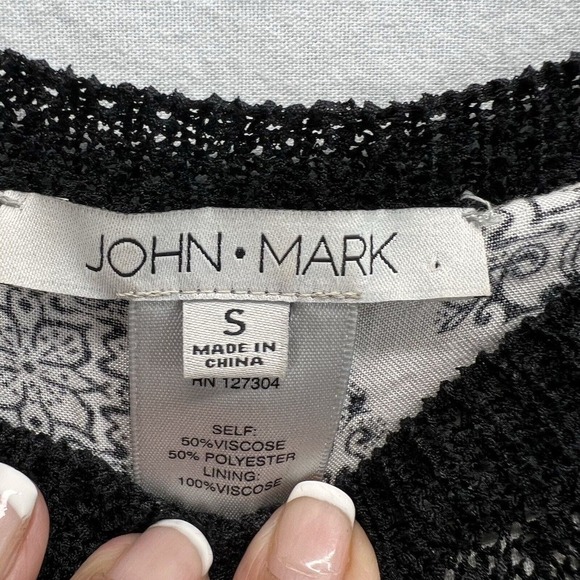 JOHN • MARK
S
MADE IN
CHINA
RN 127304
SELF:
50%VISCOSE
50% POLYESTER
LINING:
100%VISCOSE